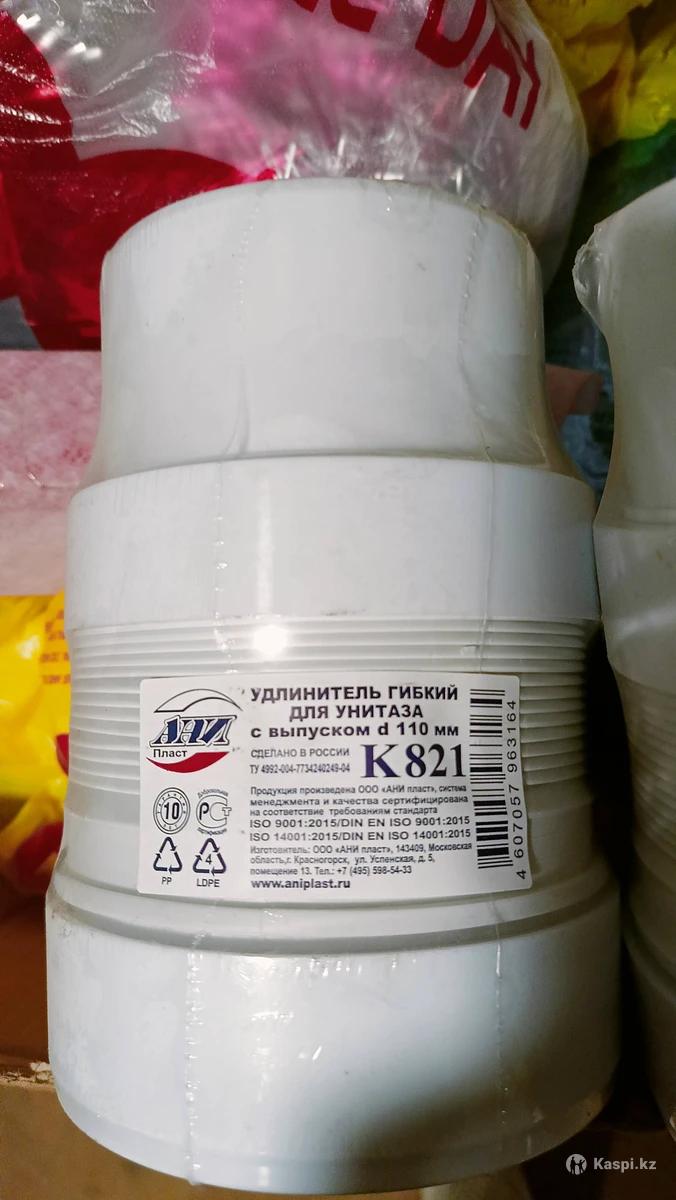 DAY
АНИ
Пласт
УДЛИНИТЕЛЬ ГИБКИЙ
ДЛЯ УНИТАЗА
с выпуском d 110 мм
СДЕЛАНО В РОССИИ
ТУ 4992-004-7734240249-04
К821
Продукция произведена ООО «АНИ пласт», система
менеджмента и качества сертифицирована
на соответствие требованиям стандарта
ISO 9001:2015/DIN EN ISO 9001:2015
ISO 14001:2015/DIN EN ISO 14001:2015
Изготовитель: ООО «АНИ пласт», 143409, Московская
область,г. Красногорск, ул. Успенская, д. 5,
помещение 13. Тел.: +7 (495) 598-54-33
www.aniplast.ru
10
Добровольная
сертификация
PP
4
LDPE
4 607057 963164
Kaspi.kz